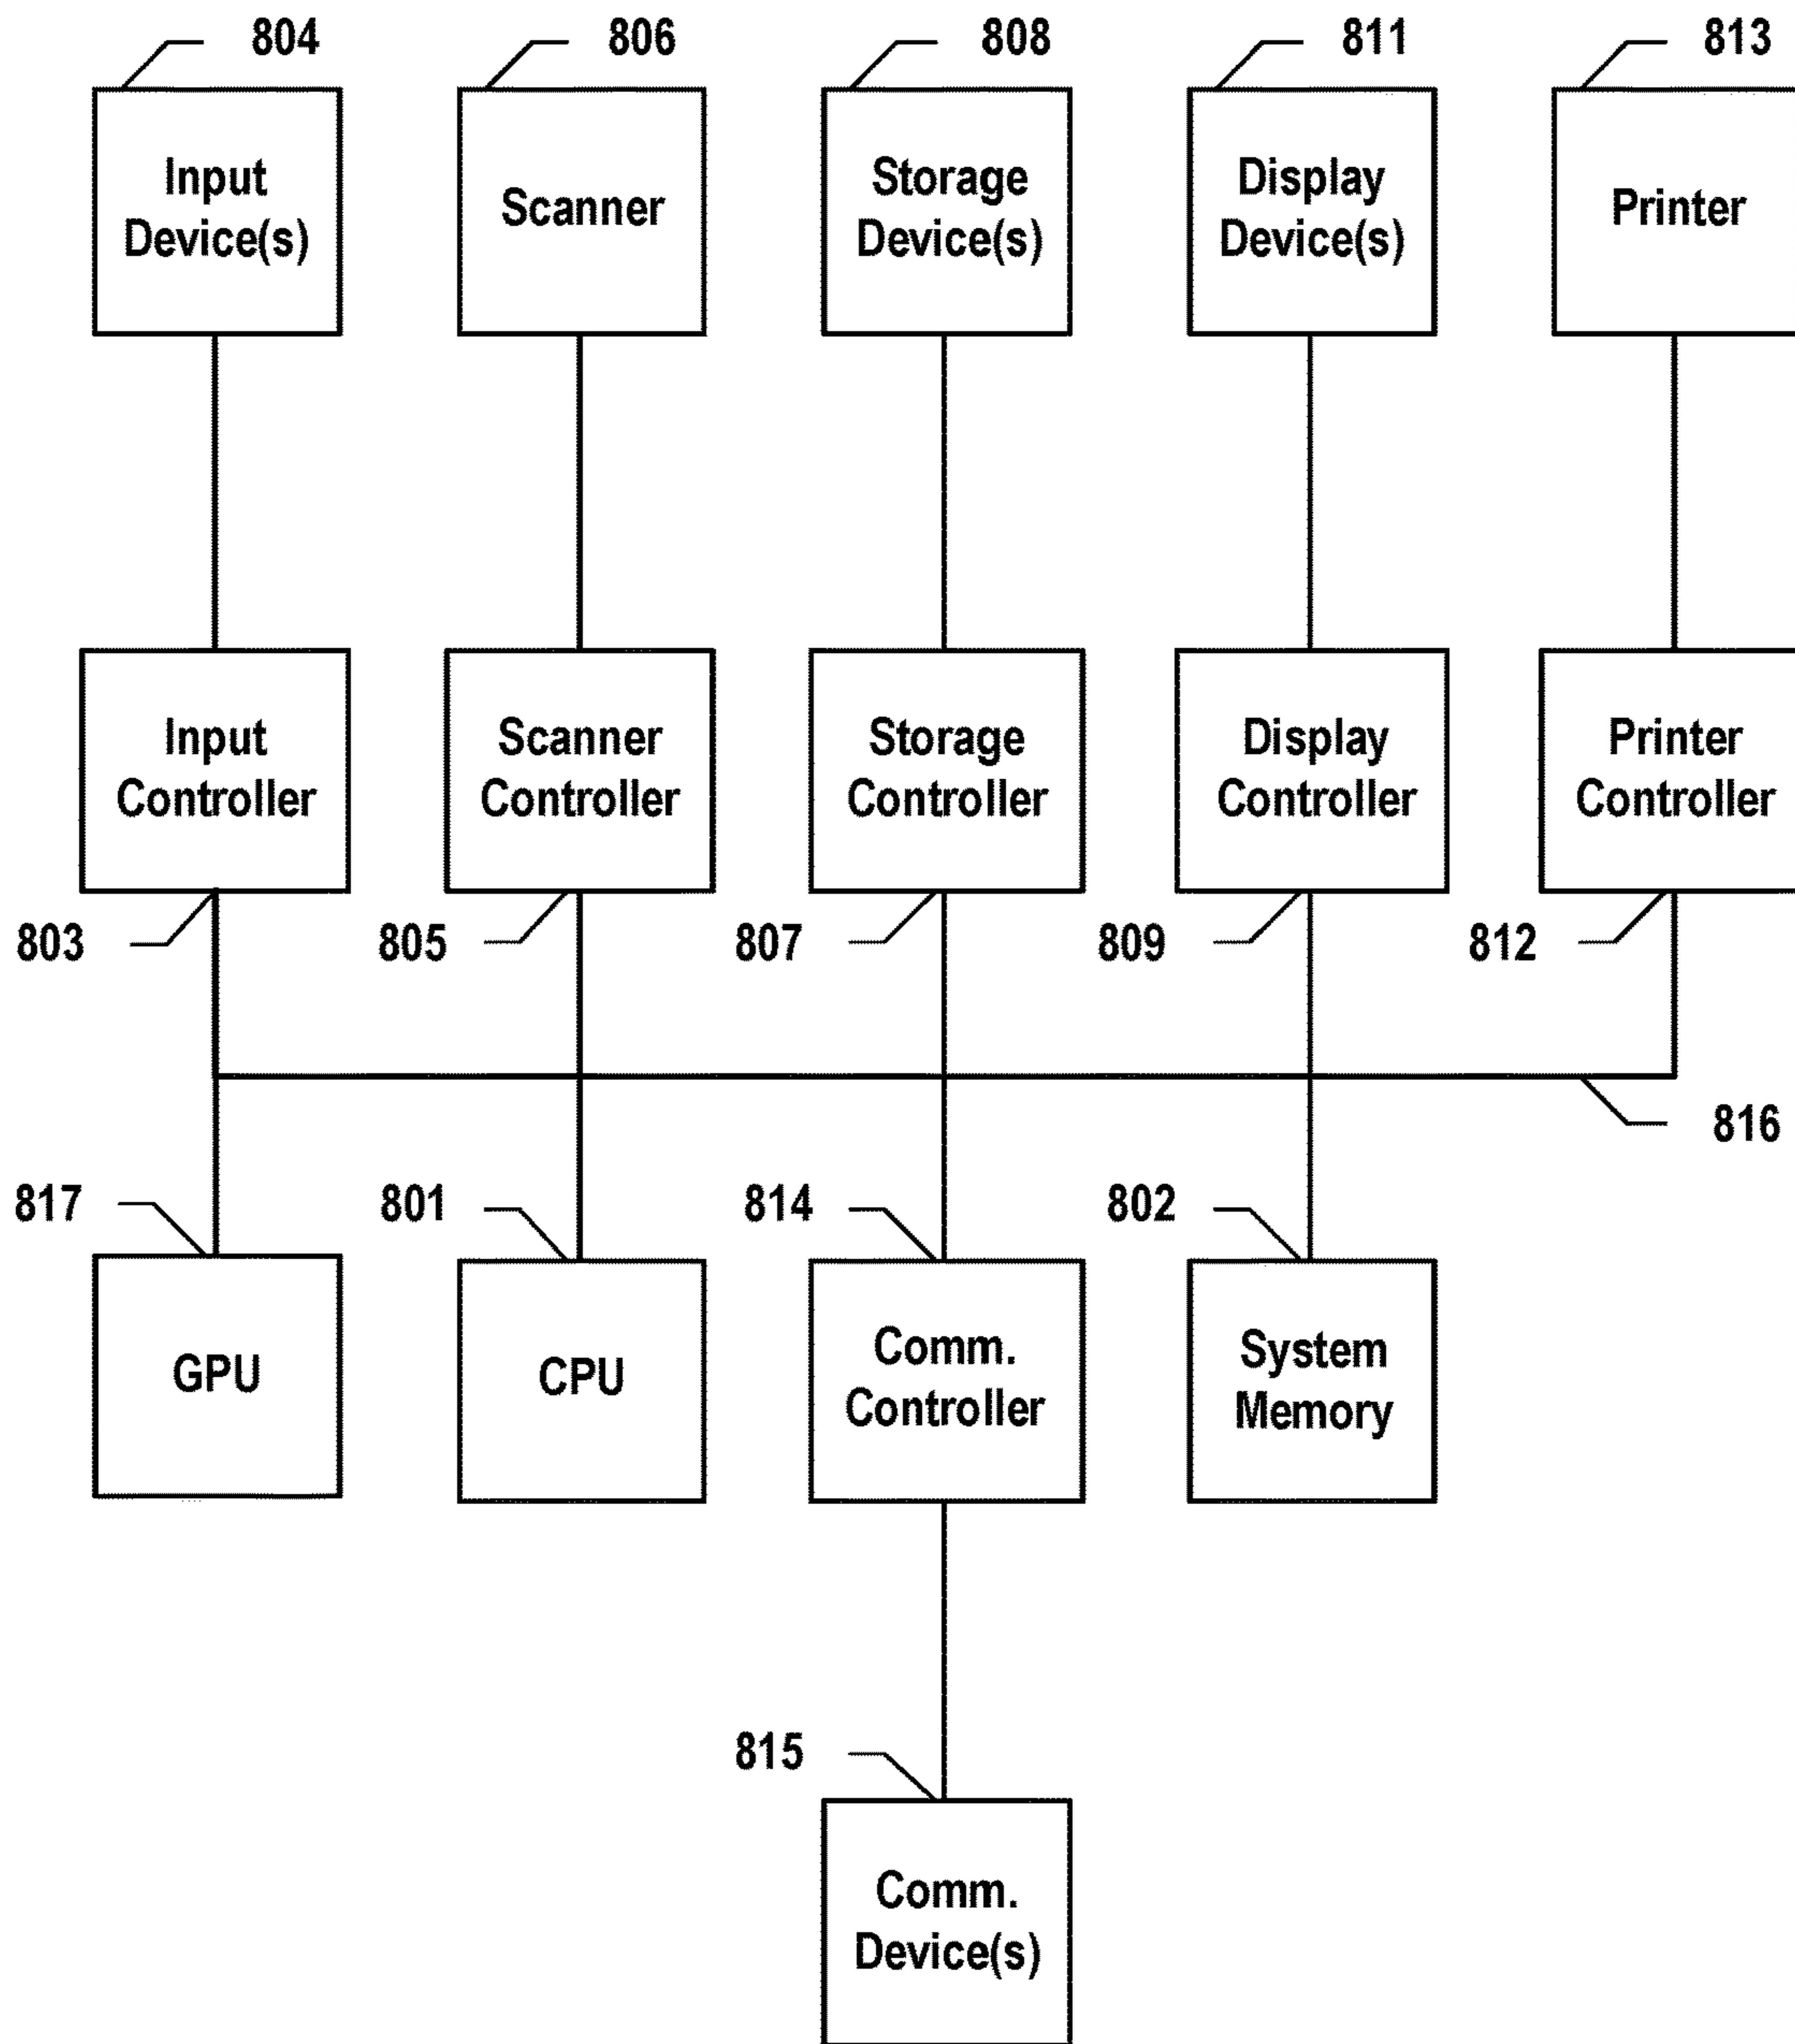 804
806
808
811
813
Input
Device(s)
Scanner
Storage
Device(s)
Display
Device(s)
Printer
Input
Controller
Scanner
Controller
Storage
Controller
Display
Controller
Printer
Controller
803
805
807
809
812
816
817
801
814
802
GPU
CPU
Comm.
Controller
System
Memory
815
Comm.
Device(s)